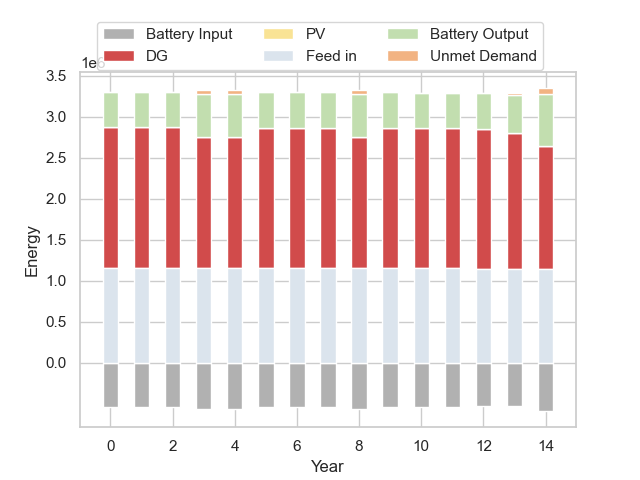 Battery Input PV Battery Output
DG Feed in Unmet Demand
1e6
3.5
3.0
2.5
2.0
1.5
1.0
0.5
0.0
Energy
0 2 4 6 8 10 12 14
Year